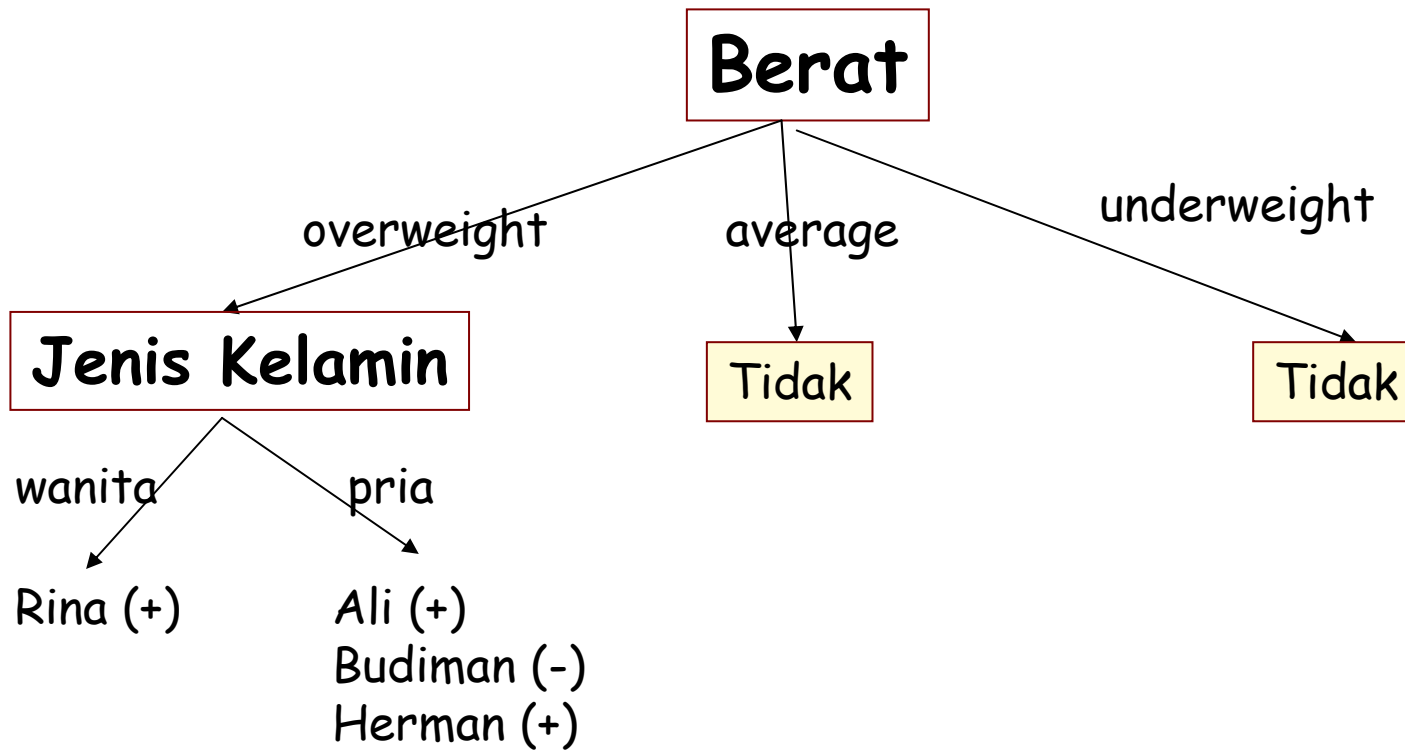 Berat
overweight
average
underweight
Jenis Kelamin
Tidak
Tidak
wanita
pria
Rina (+)
Ali (+)
Budiman (-)
Herman (+)